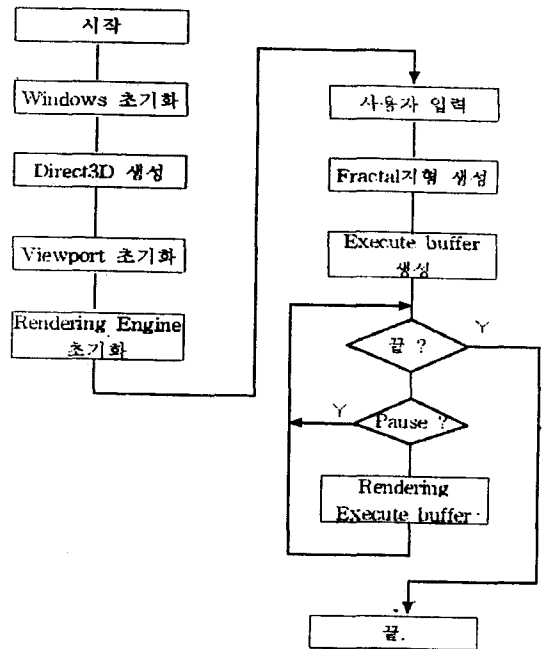 시작
Windows 초기화
Direct3D 생성
Viewport 초기화
Rendering Engine
초기화
사용자 입력
Fractal지형 생성
Execute buffer
생성
끝 ?
Y
Pause ?
Y
Rendering
Execute buffer
끝.